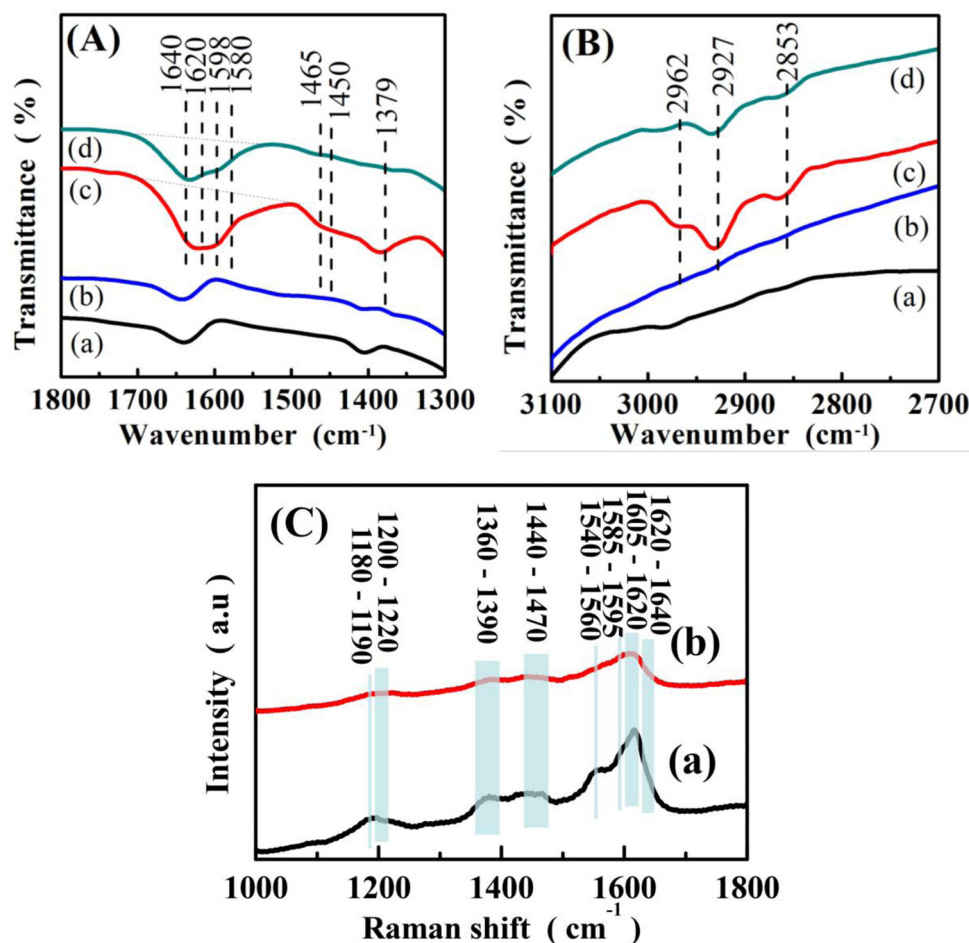 (A)
1640
1620
1598
1580
1465
1450
1379
(d)
(c)
(b)
(a)
Transmittance ( % )
1800 1700 1600 1500 1400 1300
Wavenumber (cm⁻¹)
(B)
2962
2927
2853
(d)
(c)
(b)
(a)
Transmittance ( % )
3100 3000 2900 2800 2700
Wavenumber (cm⁻¹)
(C)
1180 - 1190
1200 - 1220
1360 - 1390
1440 - 1470
1540 - 1560
1585 - 1595
1605 - 1620
1620 - 1640
(b)
(a)
Intensity ( a.u )
1000 1200 1400 1600 1800
Raman shift ( cm⁻¹)